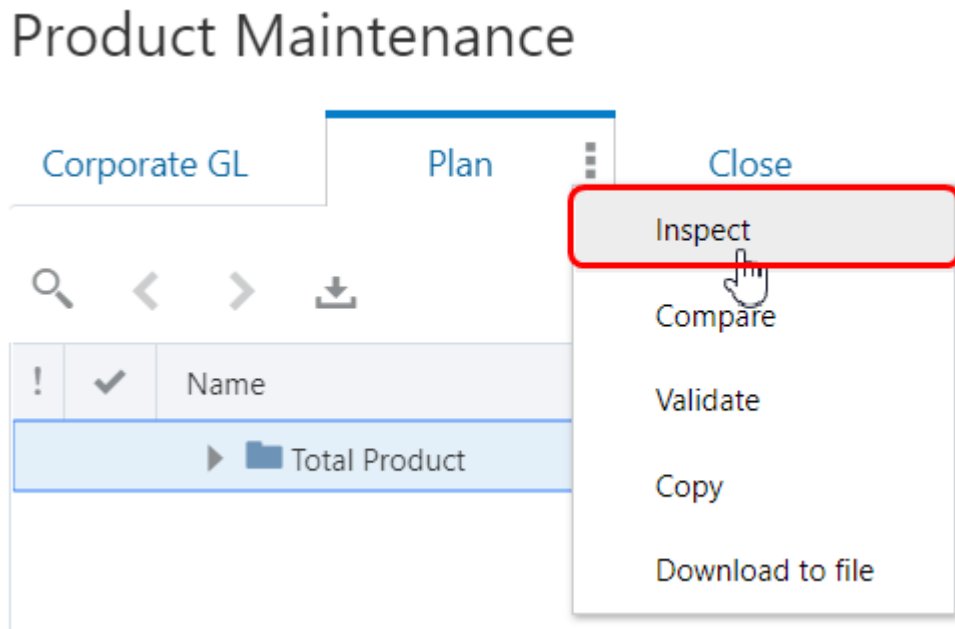 Product Maintenance
Corporate GL Plan Close
Inspect
Compare
! Name
Validate
Total Product
Copy
Download to file